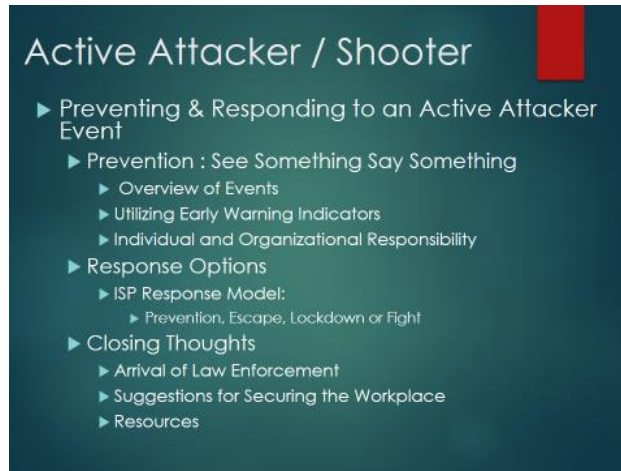 Active Attacker / Shooter
Preventing & Responding to an Active Attacker
Event
Prevention : See Something Say Something
Overview of Events
Utilizing Early Warning Indicators
Individual and Organizational Responsibility
Response Options
ISP Response Model:
Prevention, Escape, Lockdown or Fight
Closing Thoughts
Arrival of Law Enforcement
Suggestions for Securing the Workplace
Resources